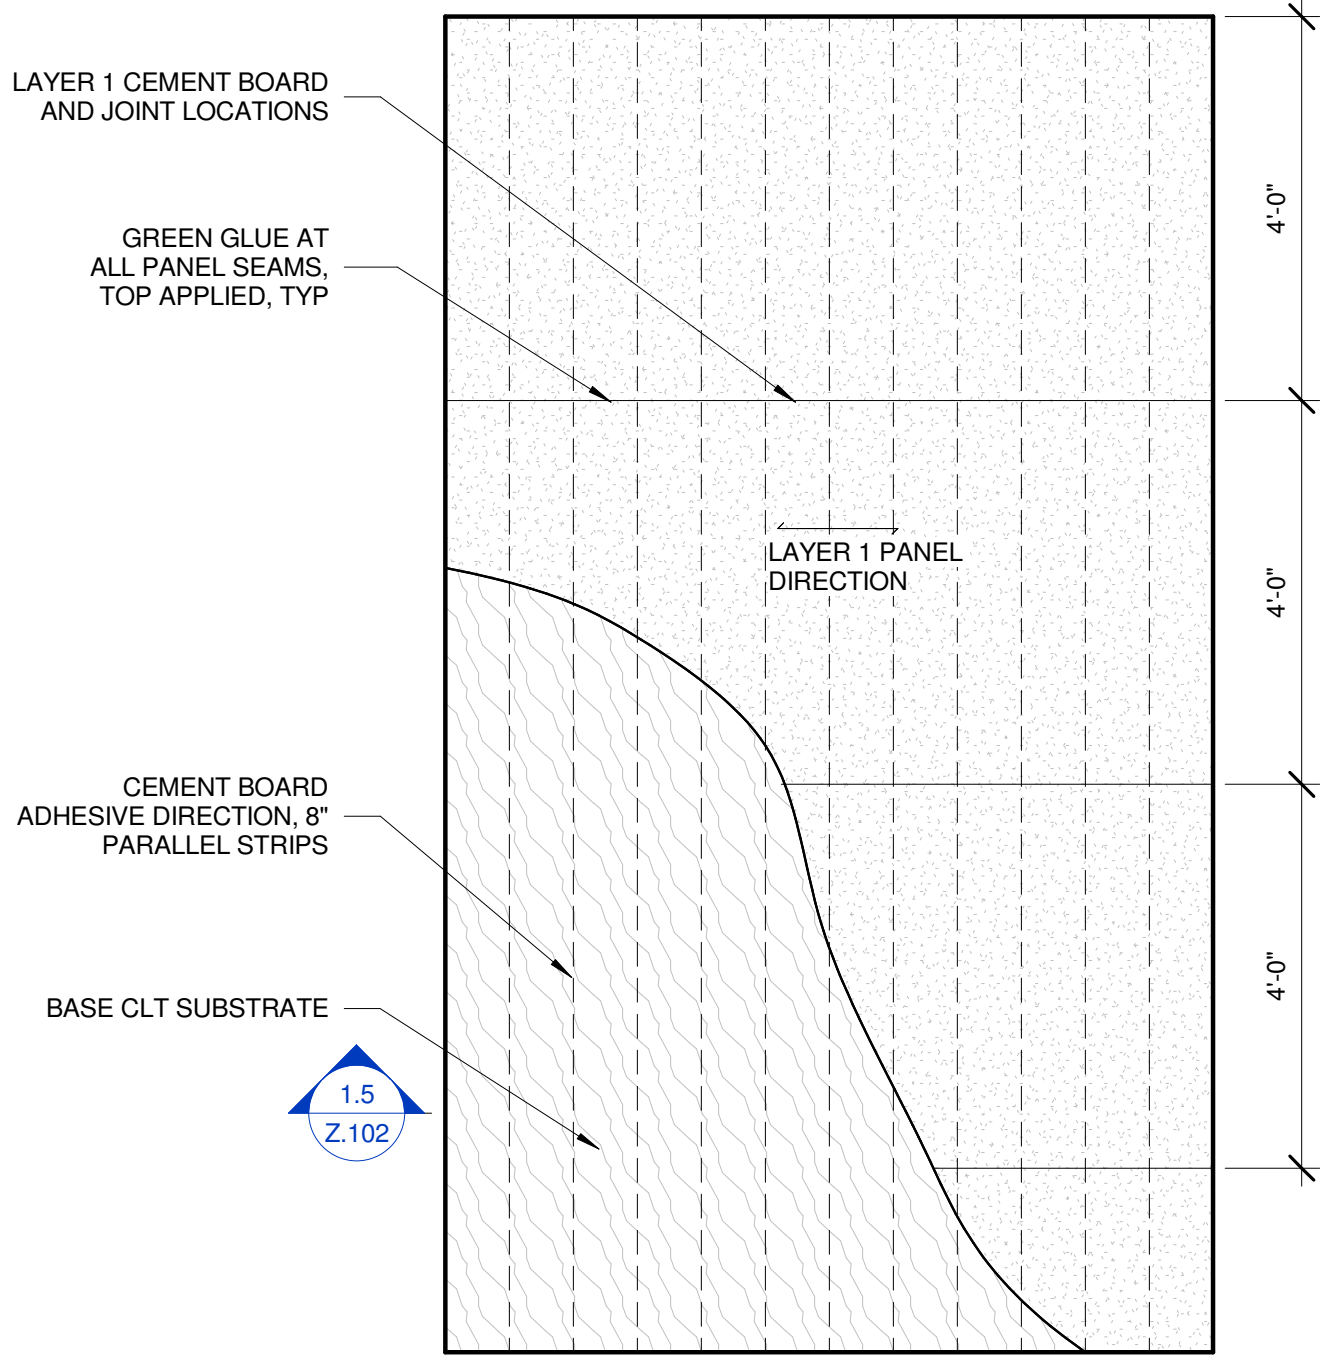 LAYER 1 CEMENT BOARD
AND JOINT LOCATIONS
GREEN GLUE AT
ALL PANEL SEAMS,
TOP APPLIED, TYP
4'-0"
LAYER 1 PANEL
DIRECTION
4'-0"
CEMENT BOARD
ADHESIVE DIRECTION, 8"
PARALLEL STRIPS
4'-0"
BASE CLT SUBSTRATE
1.5
Z.102